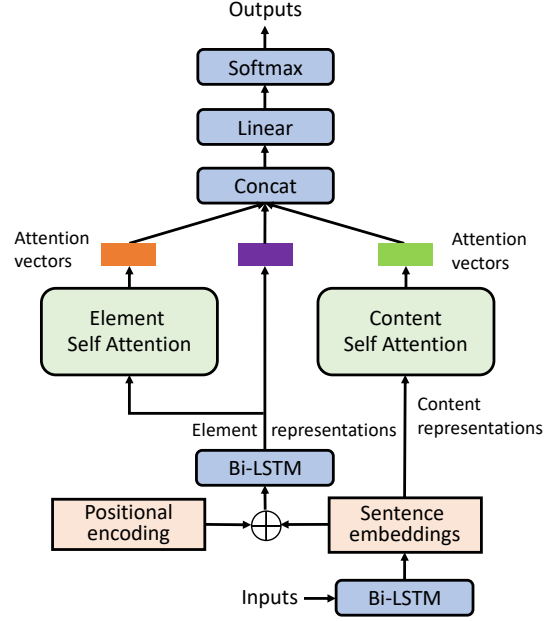 Outputs
Softmax
Linear
Concat
Attention
vectors
Attention
vectors
Element
Self Attention
Content
Self Attention
Content
representations
Element representations
Bi-LSTM
Positional
encoding
Sentence
embeddings
Inputs
Bi-LSTM